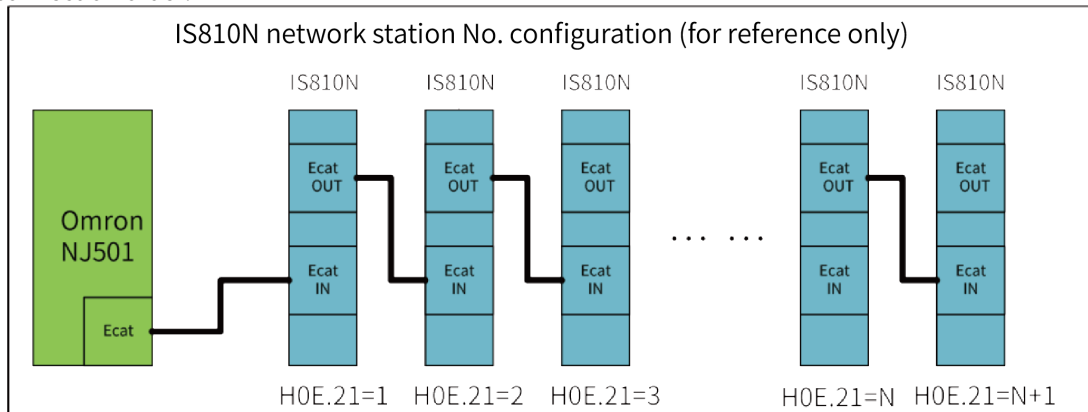 IS810N network station No. configuration (for reference only)
IS810N IS810N IS810N IS810N IS810N
Ecat
OUT
Ecat
OUT
Ecat
OUT
Ecat
OUT
Ecat
OUT
Omron
NJ501
... ...
Ecat
IN
Ecat
IN
Ecat
IN
Ecat
IN
Ecat
IN
Ecat
H0E.21=1 H0E.21=2 H0E.21=3 H0E.21=N H0E.21=N+1